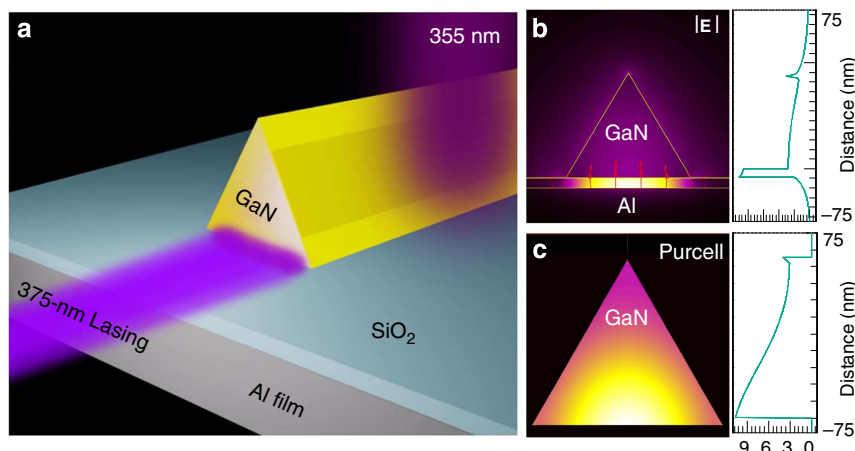 a
355 nm
GaN
375-nm Lasing
SiO₂
Al film
b
|E|
GaN
Al
75
Distance (nm)
−75
c
Purcell
GaN
75
Distance (nm)
−75
9 6 3 0